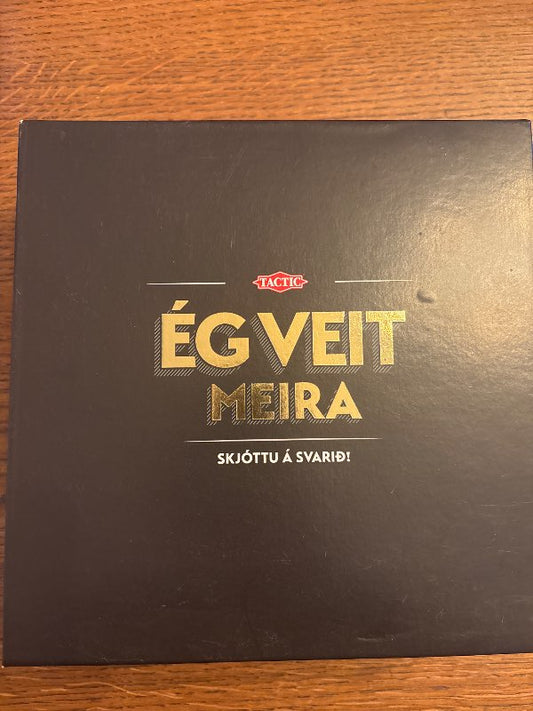 TACTIC
ÉG VEIT
MEIRA
SKJÓTTU Á SVARIÐ!